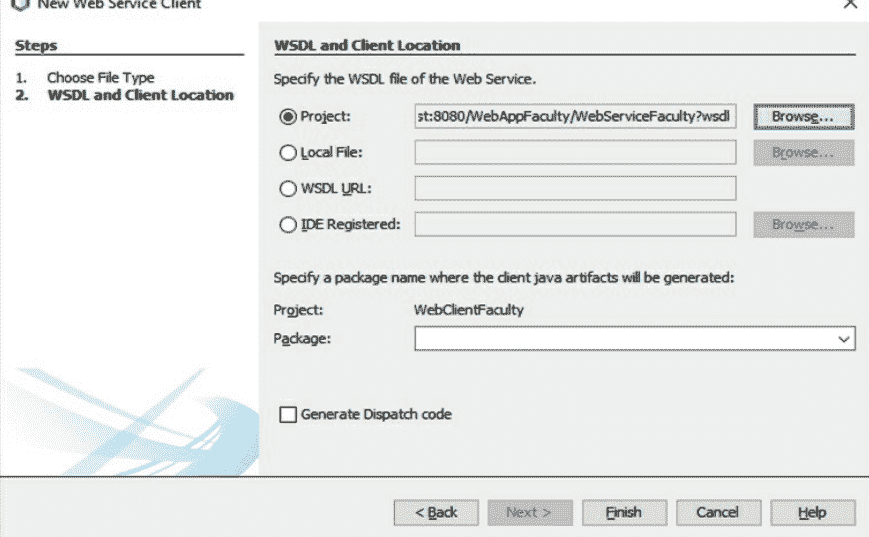 New Web Service Client
Steps
1. Choose File Type
2. WSDL and Client Location
WSDL and Client Location
Specify the WSDL file of the Web Service.
Project: st:8080/WebAppFaculty/WebServiceFaculty?wsdl Browse...
Local File: Browse...
WSDL URL:
IDE Registered: Browse...
Specify a package name where the client java artifacts will be generated:
Project: WebClientFaculty
Package:
Generate Dispatch code
< Back Next > Finish Cancel Help